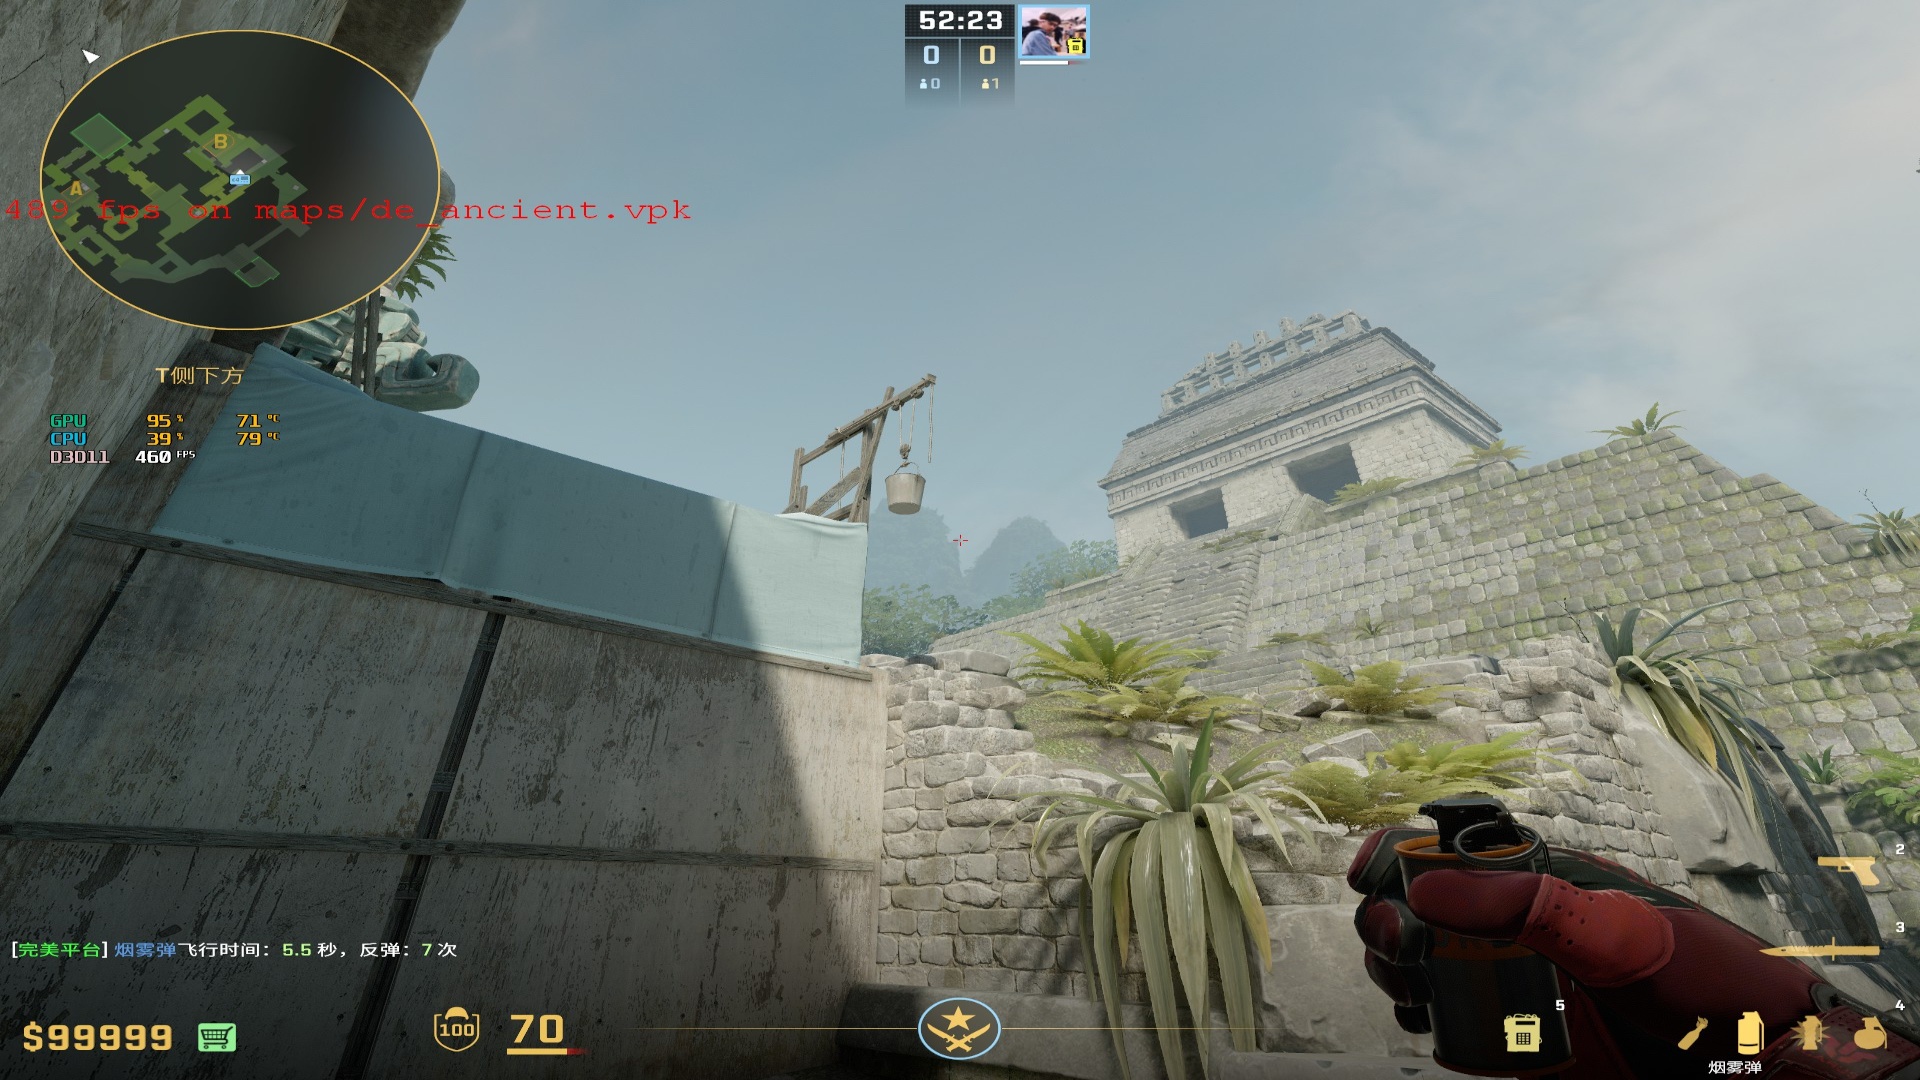 52:23
0 0
0 1
B
A
489 fps on maps/de_ancient.vpk
T侧下方
GPU 95 % 71 °C
CPU 39 % 79 °C
D3D11 460 FPS
2
3
[完美平台] 烟雾弹飞行时间: 5.5 秒, 反弹: 7 次
5 4
$99999 100 70
烟雾弹